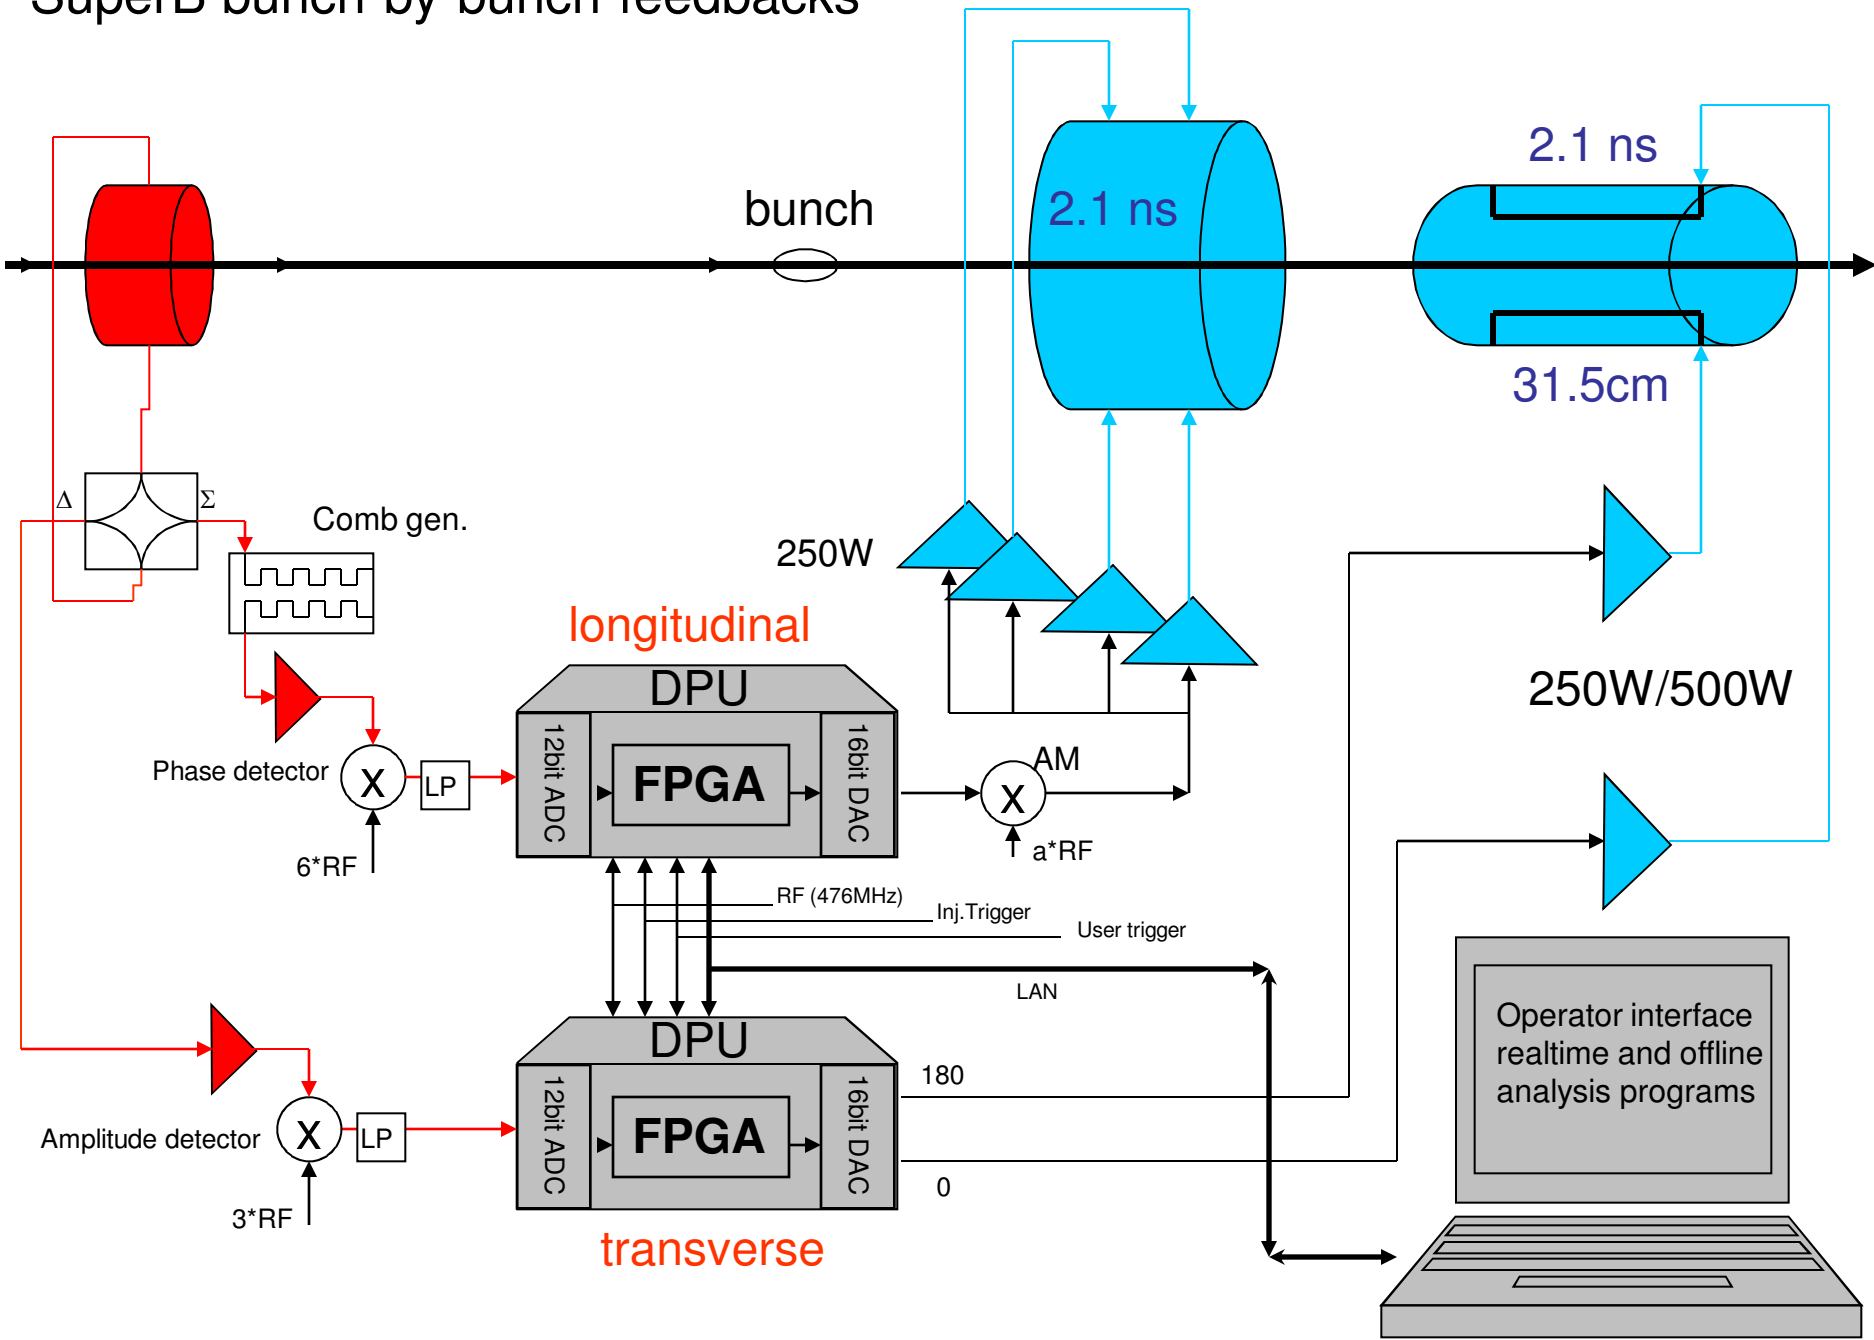 SuperB bunch-by-bunch feedbacks
2.1 ns
bunch
2.1 ns
31.5cm
Δ
Σ
Comb gen.
250W
longitudinal
DPU
250W/500W
12bit ADC
FPGA
16bit DAC
AM
Phase detector
X
LP
X
6*RF
a*RF
RF (476MHz)
Inj.Trigger
User trigger
LAN
Operator interface
realtime and offline
analysis programs
DPU
180
12bit ADC
FPGA
16bit DAC
Amplitude detector
X
LP
0
3*RF
transverse